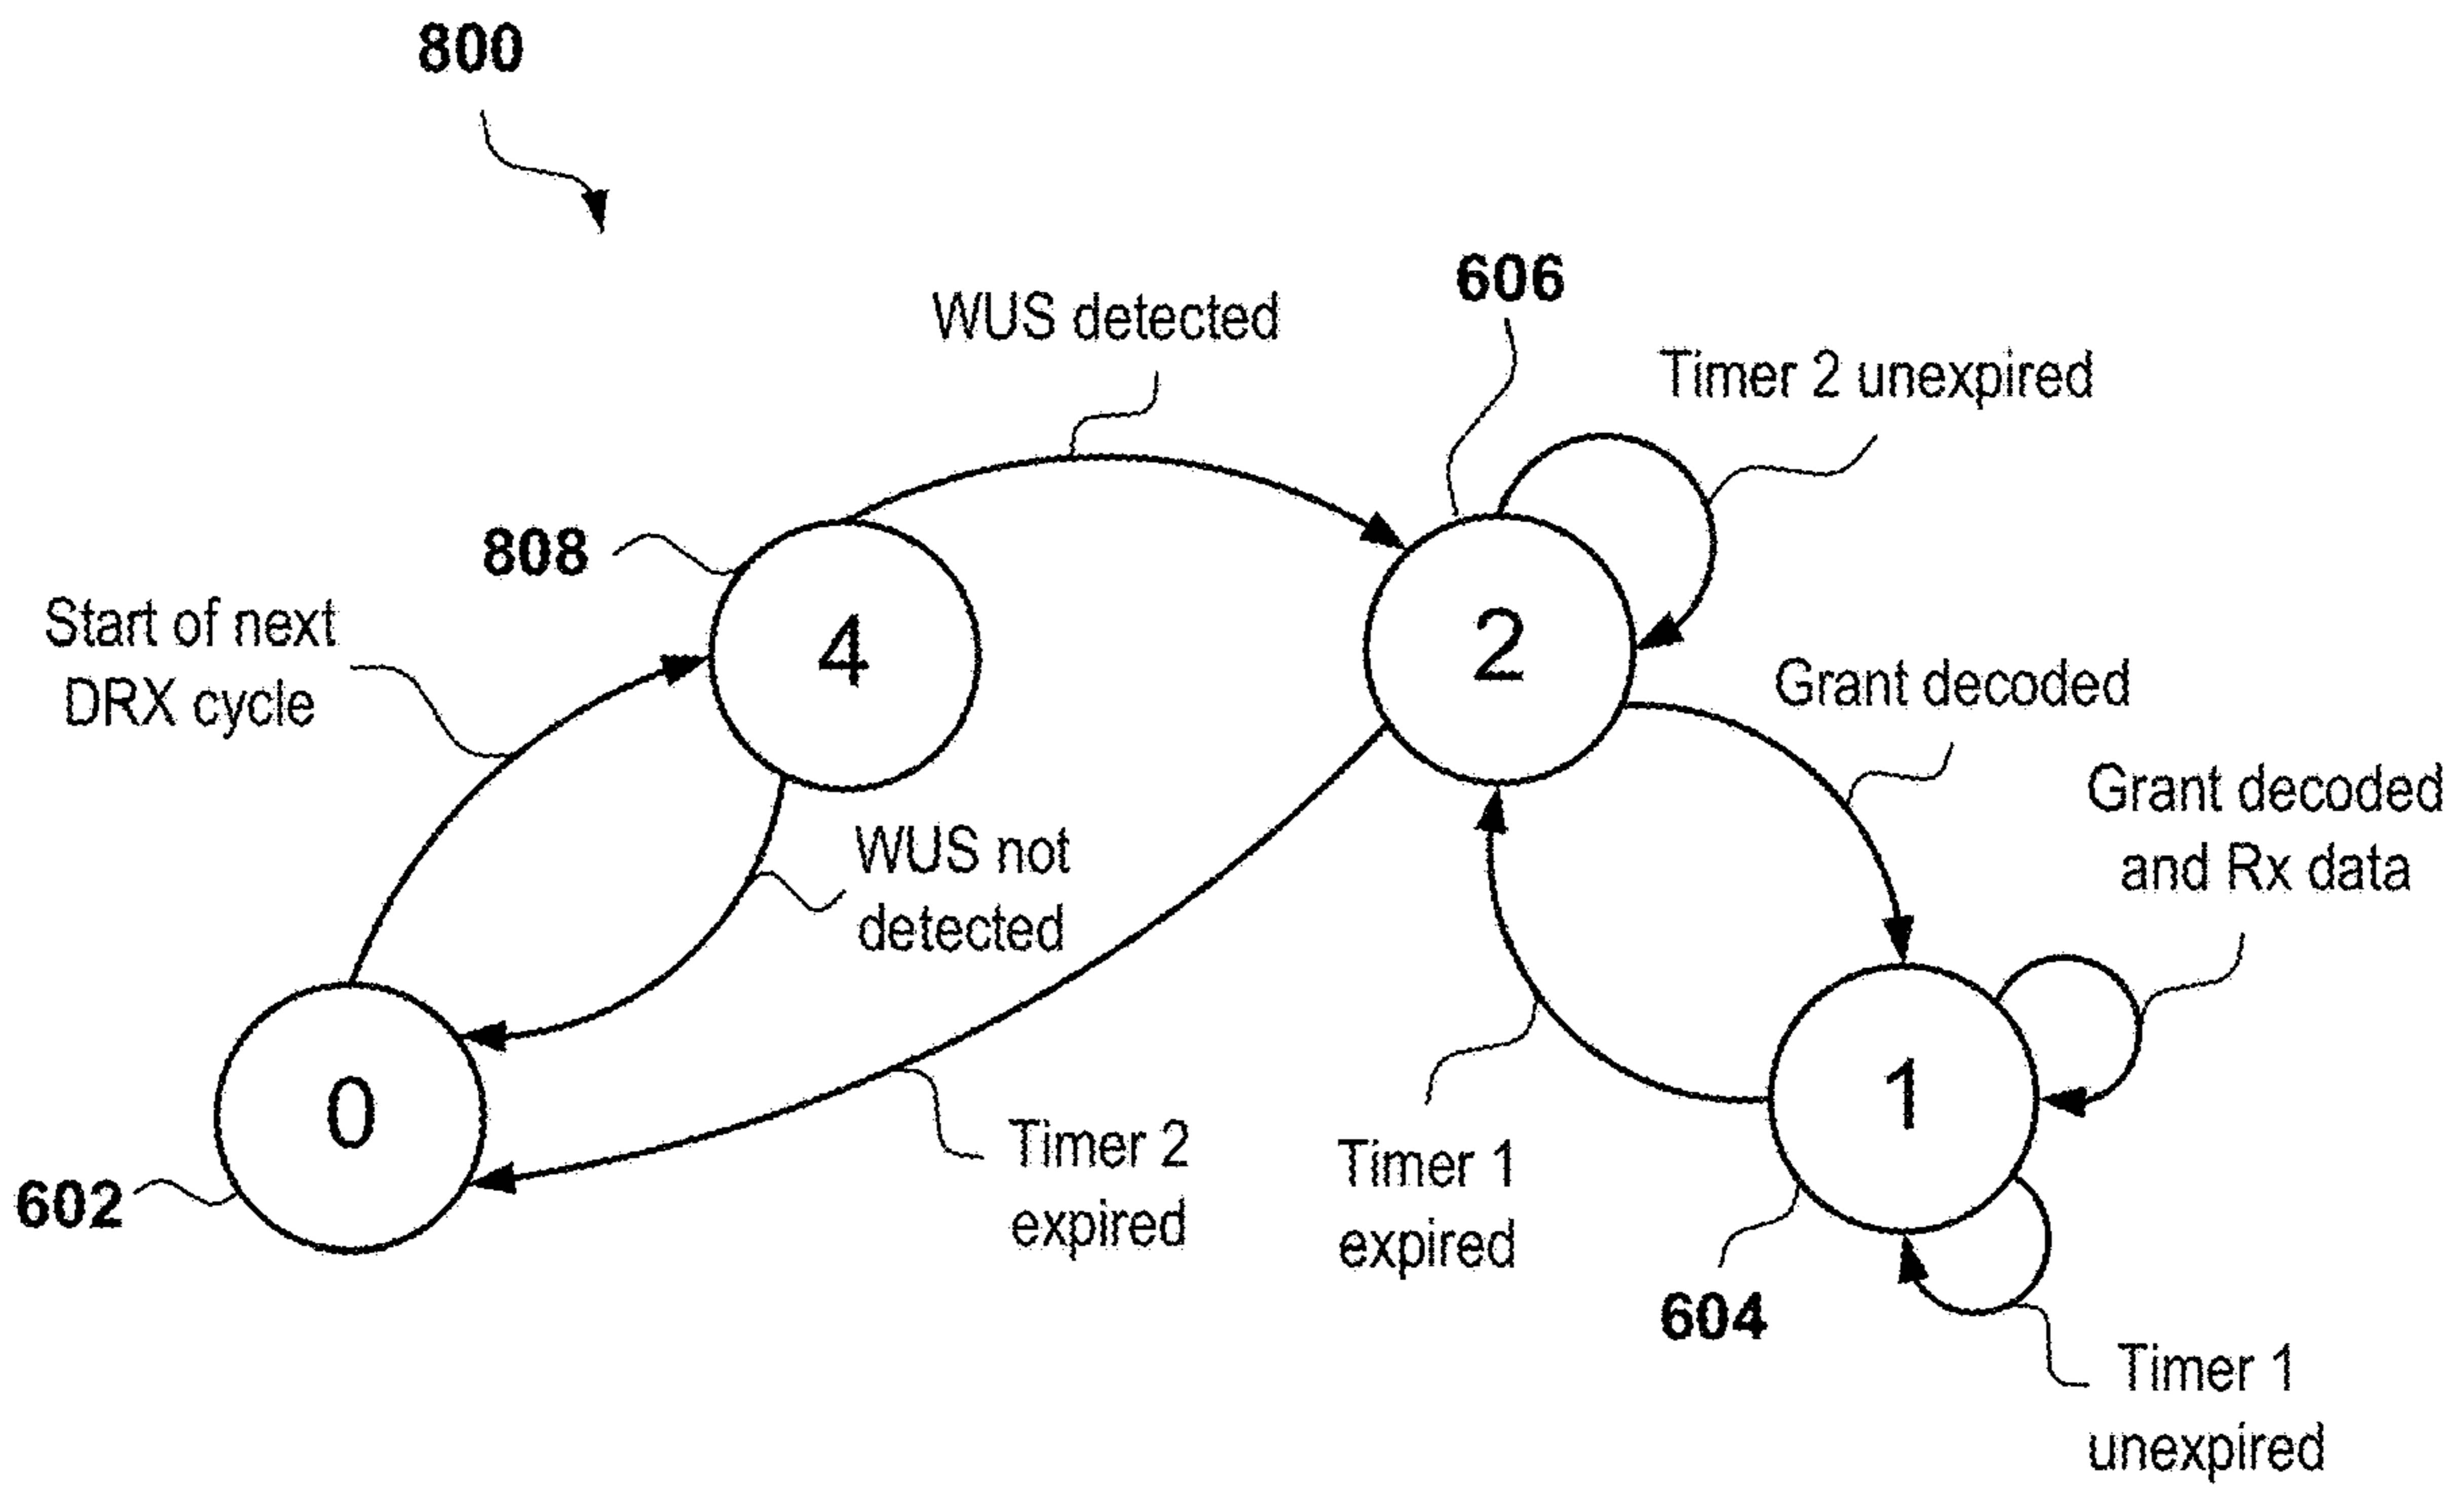 800
606
WUS detected
Timer 2 unexpired
808
4
2
Start of next
DRX cycle
Grant decoded
Grant decoded
and Rx data
WUS not
detected
0
1
602
Timer 2
expired
Timer 1
expired
604
Timer 1
unexpired